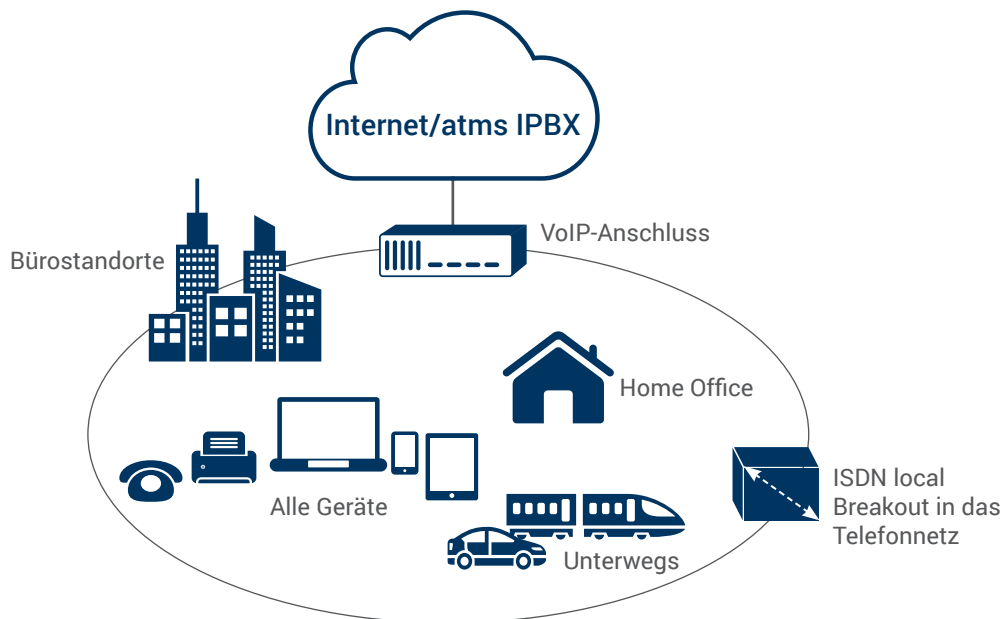 Internet/atms IPBX
VoIP-Anschluss
Bürostandorte
Home Office
Alle Geräte
ISDN local
Breakout in das
Telefonnetz
Unterwegs